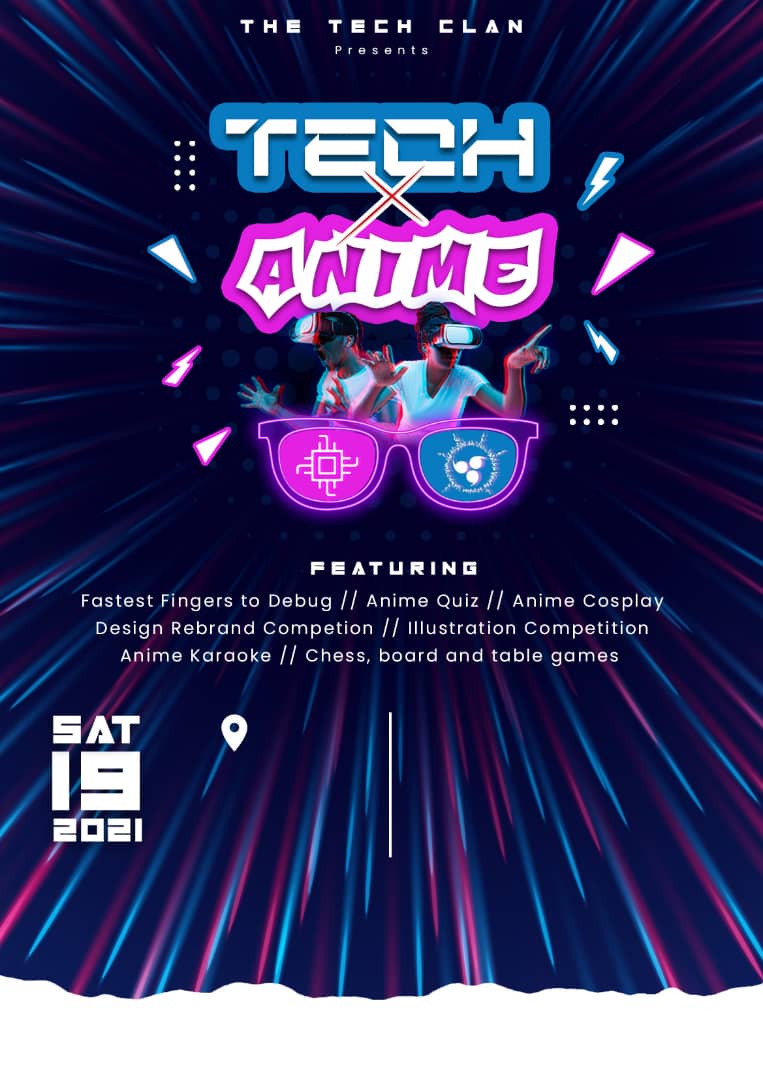 THE TECH CLAN
Presents
TECH
X
ANIME
FEATURING
Fastest Fingers to Debug // Anime Quiz // Anime Cosplay
Design Rebrand Competion // Illustration Competition
Anime Karaoke // Chess, board and table games
SAT
19
2021